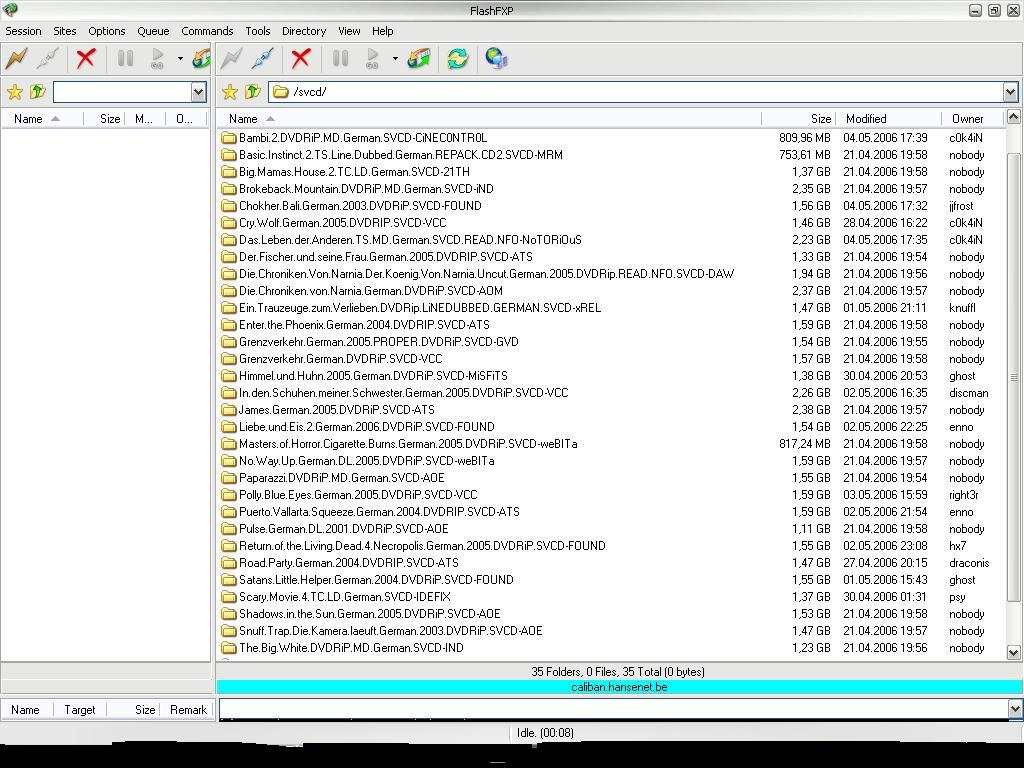 FlashFXP
Session Sites Options Queue Commands Tools Directory View Help
GO GO
/svcd/
Name Size M... O... Name Size Modified Owner
Bambi.2.DVDRiP.MD.German.SVCD-CiNEC0NTR0L 809,96 MB 04.05.2006 17:39 c0k4iN
Basic.Instinct.2.TS.Line.Dubbed.German.REPACK.CD2.SVCD-MRM 753,61 MB 21.04.2006 19:58 nobody
Big.Mamas.House.2.TC.LD.German.SVCD-21TH 1,37 GB 21.04.2006 19:58 nobody
Brokeback.Mountain.DVDRiP.MD.German.SVCD-iND 2,35 GB 21.04.2006 19:57 nobody
Chokher.Bali.German.2003.DVDRiP.SVCD-FOUND 1,56 GB 04.05.2006 17:32 jjfrost
Cry.Wolf.German.2005.DVDRIP.SVCD-VCC 1,46 GB 28.04.2006 16:22 c0k4iN
Das.Leben.der.Anderen.TS.MD.German.SVCD.READ.NFO-NoTORiOuS 2,23 GB 04.05.2006 17:35 c0k4iN
Der.Fischer.und.seine.Frau.German.2005.DVDRIP.SVCD-ATS 1,33 GB 21.04.2006 19:54 nobody
Die.Chroniken.Von.Narnia.Der.Koenig.Von.Narnia.Uncut.German.2005.DVDRip.READ.NFO.SVCD-DAW 1,94 GB 21.04.2006 19:56 nobody
Die.Chroniken.von.Narnia.German.DVDRiP.SVCD-AOM 2,37 GB 21.04.2006 19:57 nobody
Ein.Trauzeuge.zum.Verlieben.DVDRip.LiNEDUBBED.GERMAN.SVCD-xREL 1,47 GB 01.05.2006 21:11 knuffl
Enter.the.Phoenix.German.2004.DVDRIP.SVCD-ATS 1,59 GB 21.04.2006 19:58 nobody
Grenzverkehr.German.2005.PROPER.DVDRiP.SVCD-GVD 1,54 GB 21.04.2006 19:55 nobody
Grenzverkehr.German.DVDRiP.SVCD-VCC 1,57 GB 21.04.2006 19:58 nobody
Himmel.und.Huhn.2005.German.DVDRiP.SVCD-MiSFiTS 1,38 GB 30.04.2006 20:53 ghost
In.den.Schuhen.meiner.Schwester.German.2005.DVDRiP.SVCD-VCC 2,26 GB 02.05.2006 16:35 discman
James.German.2005.DVDRiP.SVCD-ATS 2,38 GB 21.04.2006 19:57 nobody
Liebe.und.Eis.2.German.2006.DVDRiP.SVCD-FOUND 1,54 GB 02.05.2006 22:25 enno
Masters.of.Horror.Cigarette.Burns.German.2005.DVDRiP.SVCD-weBITa 817,24 MB 21.04.2006 19:58 nobody
No.Way.Up.German.DL.2005.DVDRiP.SVCD-weBITa 1,59 GB 21.04.2006 19:57 nobody
Paparazzi.DVDRiP.MD.German.SVCD-AOE 1,55 GB 21.04.2006 19:54 nobody
Polly.Blue.Eyes.German.2005.DVDRiP.SVCD-VCC 1,59 GB 03.05.2006 15:59 right3r
Puerto.Vallarta.Squeeze.German.2004.DVDRIP.SVCD-ATS 1,59 GB 02.05.2006 21:54 enno
Pulse.German.DL.2001.DVDRiP.SVCD-AOE 1,11 GB 21.04.2006 19:58 nobody
Return.of.the.Living.Dead.4.Necropolis.German.2005.DVDRiP.SVCD-FOUND 1,55 GB 02.05.2006 23:08 hx7
Road.Party.German.2004.DVDRIP.SVCD-ATS 1,47 GB 27.04.2006 20:15 draconis
Satans.Little.Helper.German.2004.DVDRiP.SVCD-FOUND 1,55 GB 01.05.2006 15:43 ghost
Scary.Movie.4.TC.LD.German.SVCD-IDEFIX 1,37 GB 30.04.2006 01:31 psy
Shadows.in.the.Sun.German.2005.DVDRiP.SVCD-AOE 1,53 GB 21.04.2006 19:58 nobody
Snuff.Trap.Die.Kamera.laeuft.German.2003.DVDRiP.SVCD-AOE 1,47 GB 21.04.2006 19:57 nobody
The.Big.White.DVDRiP.MD.German.SVCD-IND 1,23 GB 21.04.2006 19:56 nobody
35 Folders, 0 Files, 35 Total (0 bytes)
caliban.hansenet.be
Name Target Size Remark
Idle. (00:08)